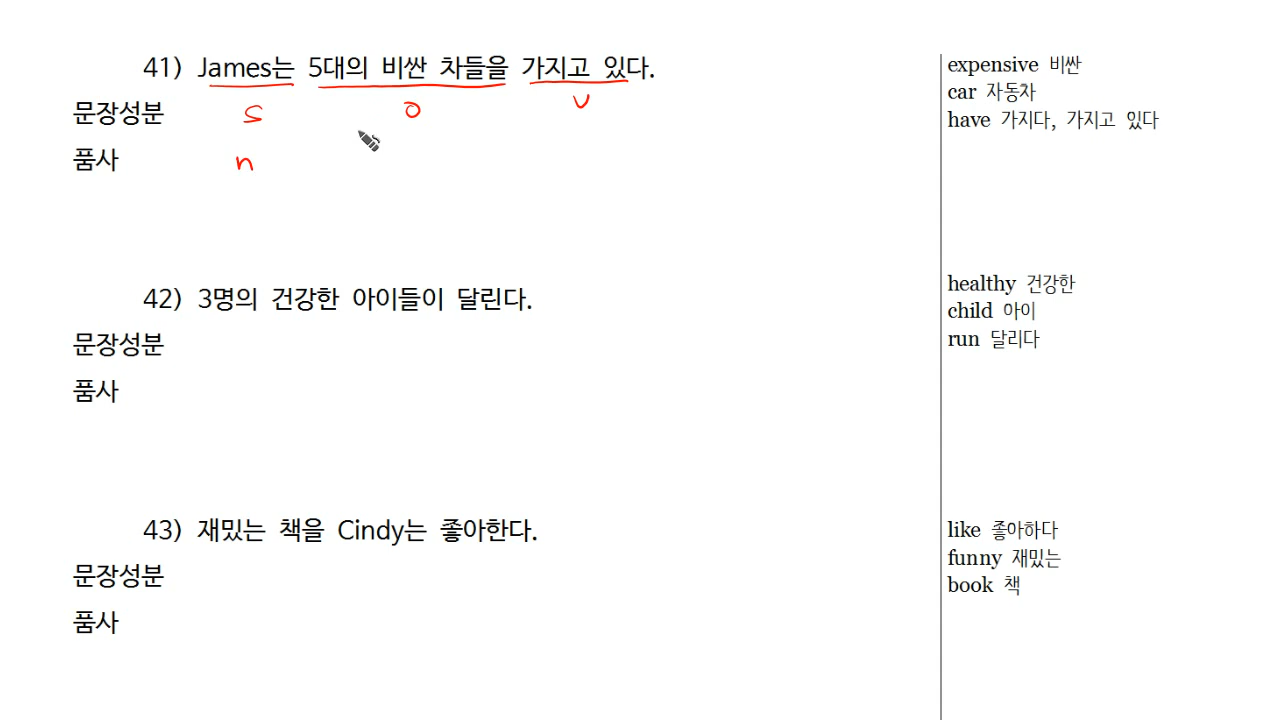 41) James는 5대의 비싼 차들을 가지고 있다.
문장성분 S O V
품사 n
expensive 비싼
car 자동차
have 가지다, 가지고 있다
42) 3명의 건강한 아이들이 달린다.
문장성분
품사
healthy 건강한
child 아이
run 달리다
43) 재밌는 책을 Cindy는 좋아한다.
문장성분
품사
like 좋아하다
funny 재밌는
book 책